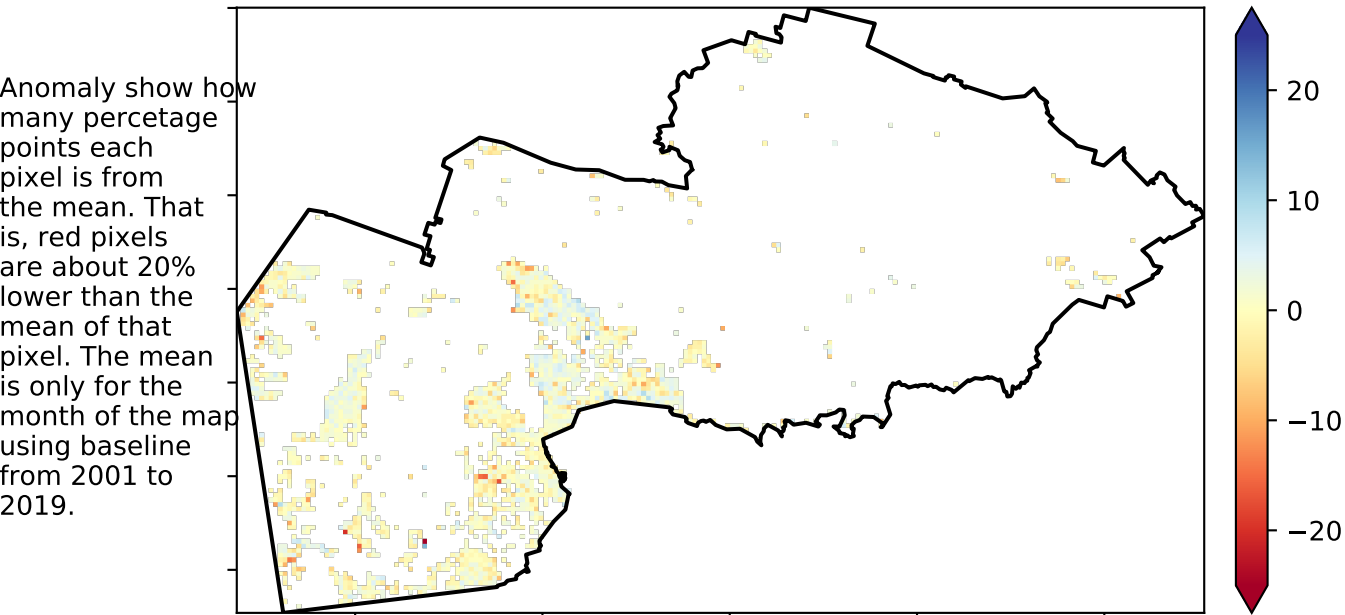 Anomaly show how
many percetage
points each
pixel is from
the mean. That
is, red pixels
are about 20%
lower than the
mean of that
pixel. The mean
is only for the
month of the map
using baseline
from 2001 to
2019.
20
10
0
−10
−20